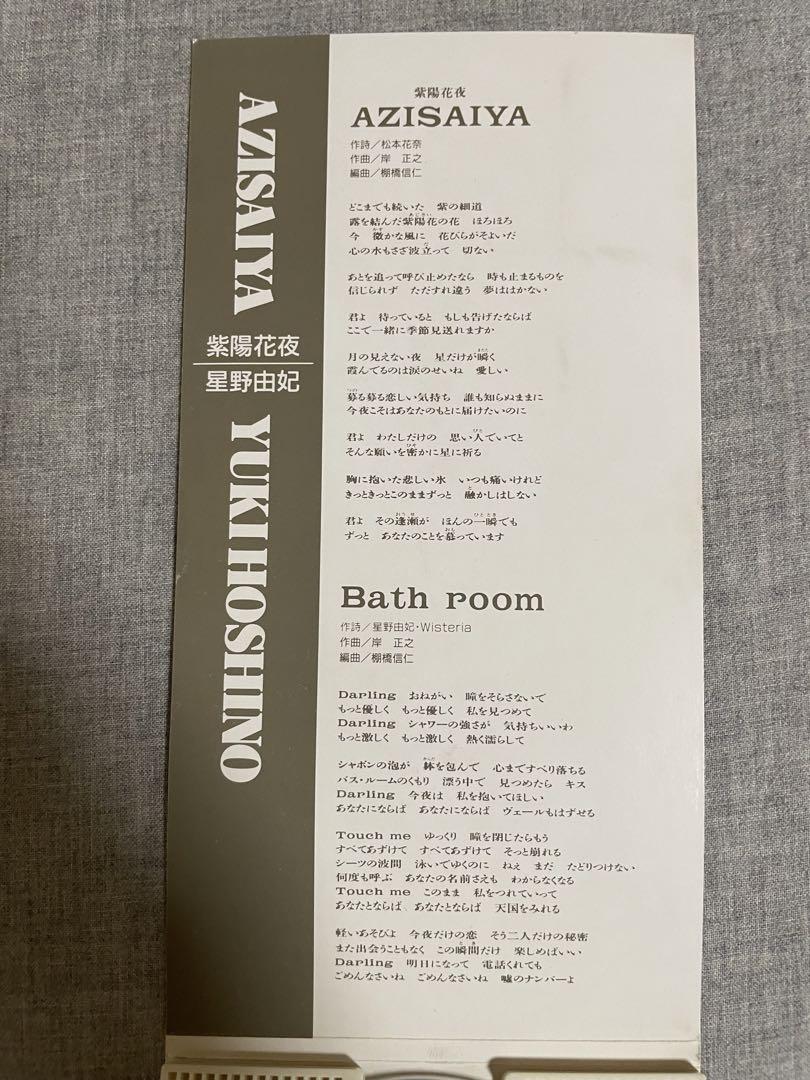 AZISAIYA
紫陽花夜
星野由妃
YUKI HOSHINO
紫陽花夜
AZISAIYA
作詩／松本花奈
作曲／岸　正之
編曲／棚橋信仁
どこまでも続いた　紫の細道
露を結んだ紫陽花の花　ほろほろ
今　微かな風に　花びらがそよいだ
心の水もさざ波立って　切ない
あとを追って呼び止めたなら　時も止まるものを
信じられず　ただすれ違う　夢ははかない
君よ　待っていると　もしも告げたならば
ここで一緒に季節見送れますか
月の見えない夜　星だけが瞬く
霞んでるのは涙のせいね　愛しい
募る募る恋しい気持ち　誰も知らぬままに
今夜こそはあなたのもとに届けたいのに
君よ　わたしだけの　思い人でいてと
そんな願いを密かに星に祈る
胸に抱いた悲しい氷　いつも痛いけれど
きっときっとこのままずっと　融かしはしない
君よ　その逢瀬が　ほんの一瞬でも
ずっと　あなたのことを慕っています
Bath room
作詩／星野由妃・Wisteria
作曲／岸　正之
編曲／棚橋信仁
Darling　おねがい　瞳をそらさないで
もっと優しく　もっと優しく　私を見つめて
Darling　シャワーの強さが　気持ちいいわ
もっと激しく　もっと激しく　熱く濡らして
シャボンの泡が　躰を包んで　心まですべり落ちる
バス・ルームのくもり　漂う中で　見つめたら　キス
Darling　今夜は　私を抱いてほしい
あなたにならば　あなたにならば　ヴェールもはずせる
Touch me　ゆっくり　瞳を閉じたらもう
すべてあずけて　すべてあずけて　そっと崩れる
シーツの波間　泳いでゆくのに　ねぇ　まだ　たどりつけない
何度も呼ぶ　あなたの名前さえも　わからなくなる
Touch me　このまま　私をつれていって
あなたとならば　あなたとならば　天国をみれる
軽いあそびよ　今夜だけの恋　そう二人だけの秘密
また出会うこともなく　この瞬間だけ　楽しめばいい
Darling　明日になって　電話くれても
ごめんなさいね　ごめんなさいね　嘘のナンバーよ